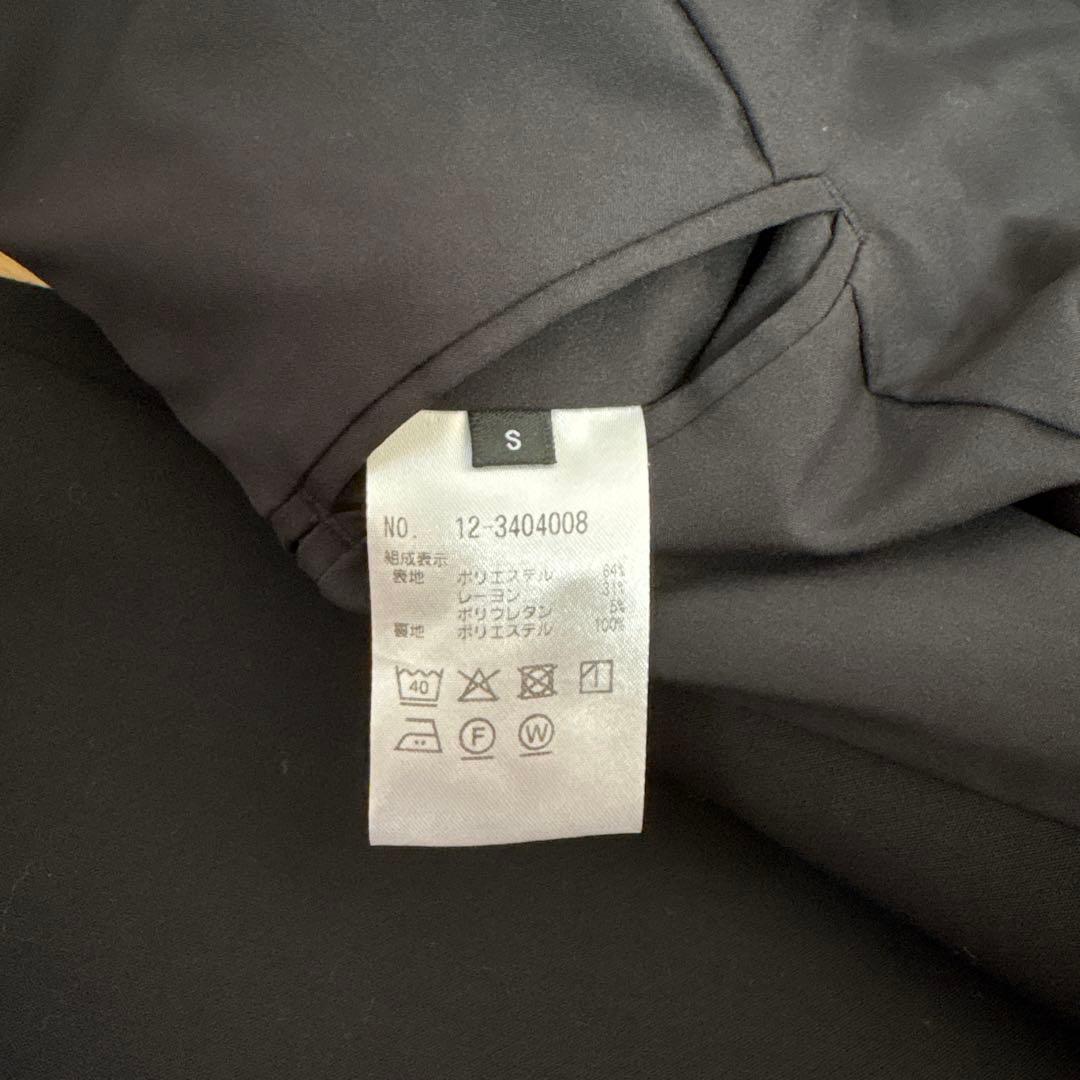 S
NO. 12-3404008
組成表示
表地 ポリエステル 64%
レーヨン 31%
ポリウレタン 5%
裏地 ポリエステル 100%
40
F W